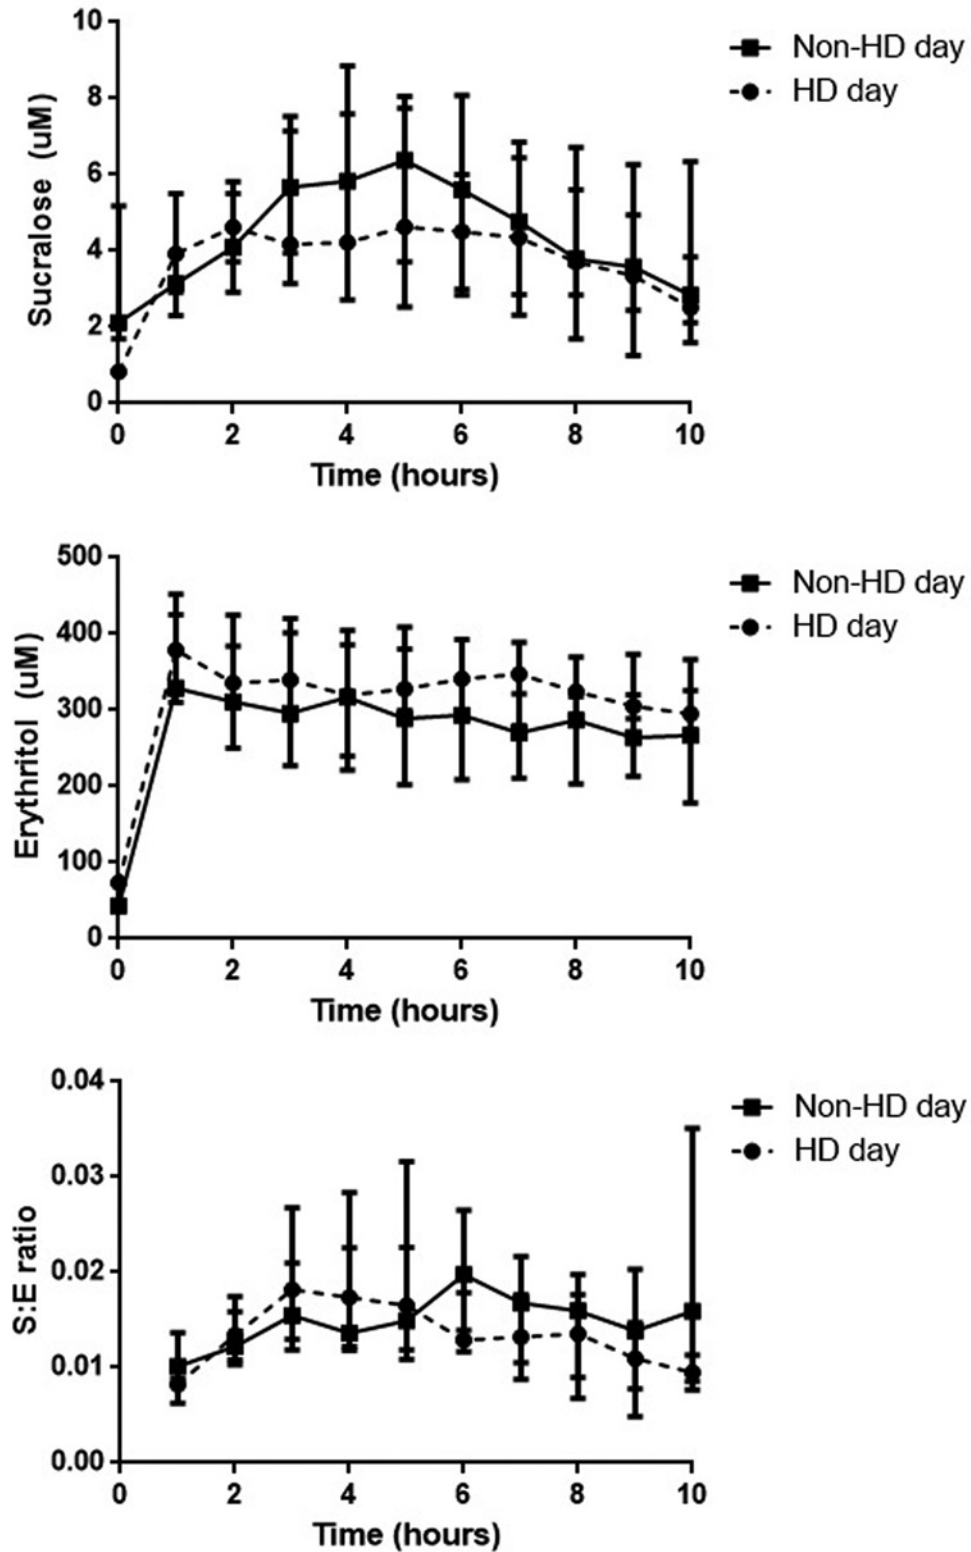 10
8
6
4
2
0
Sucralose (uM)
0 2 4 6 8 10
Time (hours)
Non-HD day
HD day
500
400
300
200
100
0
Erythritol (uM)
0 2 4 6 8 10
Time (hours)
Non-HD day
HD day
0.04
0.03
0.02
0.01
0.00
S:E ratio
0 2 4 6 8 10
Time (hours)
Non-HD day
HD day